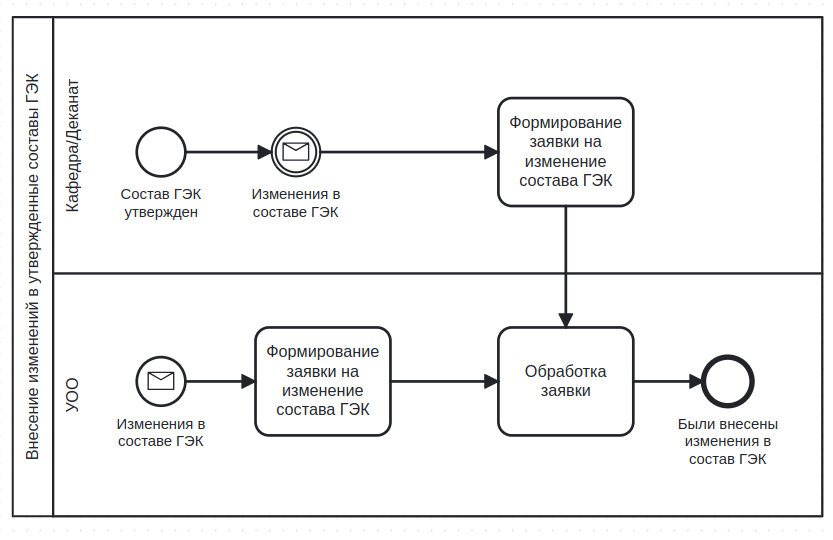 Внесение изменений в утвержденные составы ГЭК
Кафедра/Деканат
Состав ГЭК
утвержден
Изменения в
составе ГЭК
Формирование
заявки на
изменение
состава ГЭК
УОО
Изменения в
составе ГЭК
Формирование
заявки на
изменение
состава ГЭК
Обработка
заявки
Были внесены
изменения в
состав ГЭК